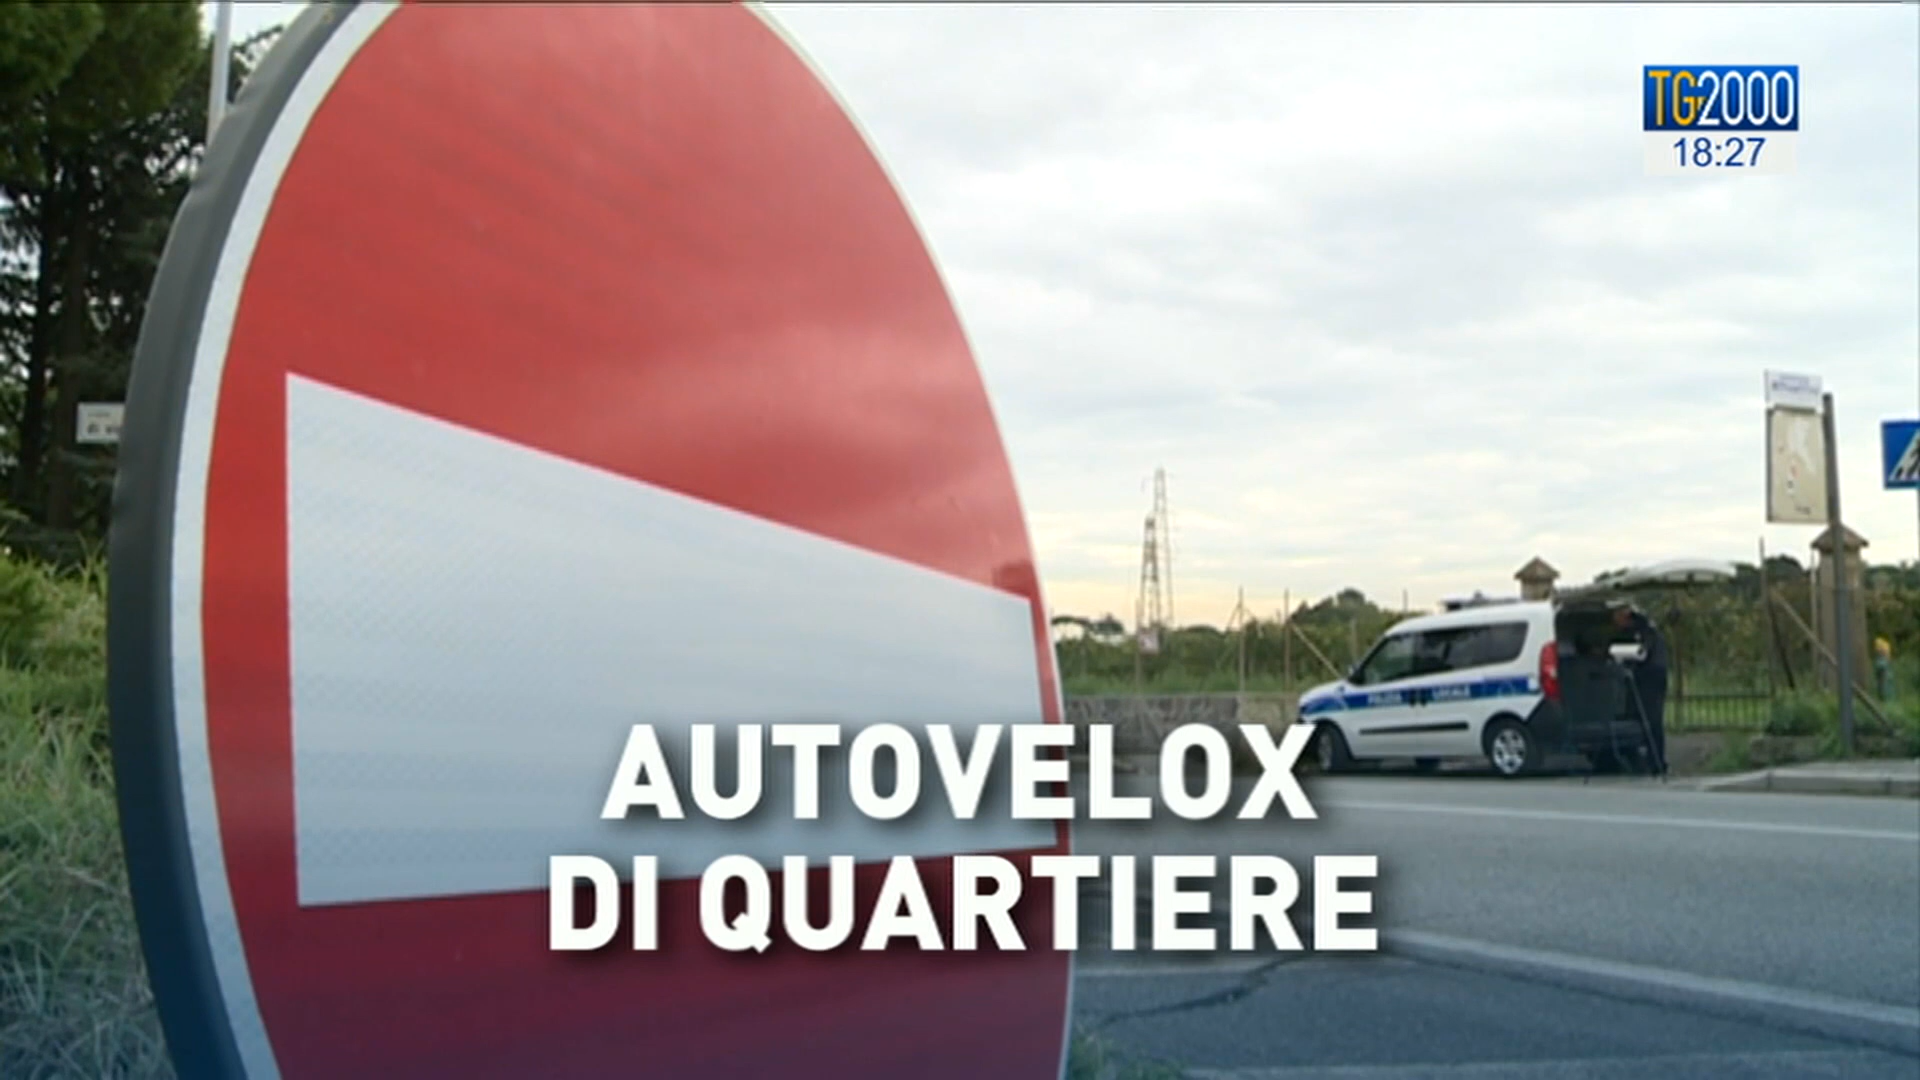 TG2000
18:27
POLIZIA LOCALE
AUTOVELOX
DI QUARTIERE